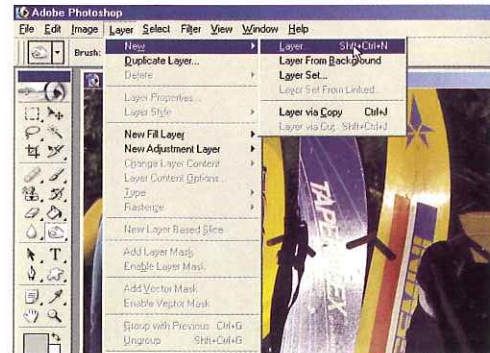 Adobe Photoshop
File Edit Image Layer Select Filter View Window Help
Brush:
New
Duplicate Layer...
Delete
Layer Properties...
Layer Style
New Fill Layer
New Adjustment Layer
Change Layer Content
Layer Content Options...
Type
Rasterize
New Layer Based Slice
Add Layer Mask
Enable Layer Mask
Add Vector Mask
Enable Vector Mask
Group with Previous Ctrl+G
Ungroup Shft+Ctrl+G
Layer... Shft+Ctrl+N
Layer From Background
Layer Set...
Layer Set From Linked...
Layer via Copy Ctrl+J
Layer via Cut Shft+Ctrl+J